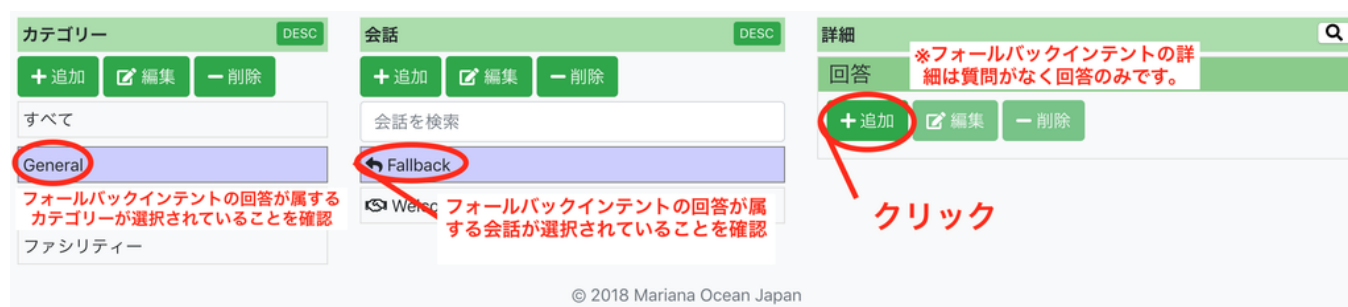 カテゴリー
DESC
追加
編集
削除
すべて
General
フォールバックインテントの回答が属する
カテゴリーが選択されていることを確認
ファシリティー
会話
DESC
追加
編集
削除
会話を検索
Fallback
Welc
フォールバックインテントの回答が属
する会話が選択されていることを確認
詳細
※フォールバックインテントの詳
細は質問がなく回答のみです。
回答
追加
編集
削除
クリック
© 2018 Mariana Ocean Japan